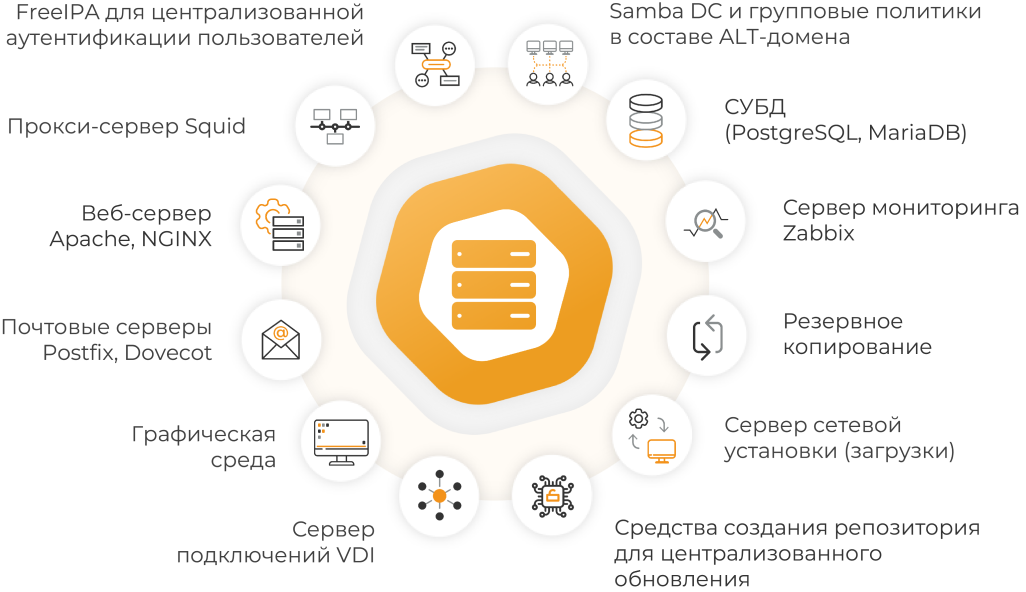 FreeIPA для централизованной
аутентификации пользователей
Samba DC и групповые политики
в составе ALT-домена
Прокси-сервер Squid
СУБД
(PostgreSQL, MariaDB)
Веб-сервер
Apache, NGINX
Сервер мониторинга
Zabbix
Почтовые серверы
Postfix, Dovecot
Резервное
копирование
Графическая
среда
Сервер сетевой
установки (загрузки)
Сервер
подключений VDI
Средства создания репозитория
для централизованного
обновления
@